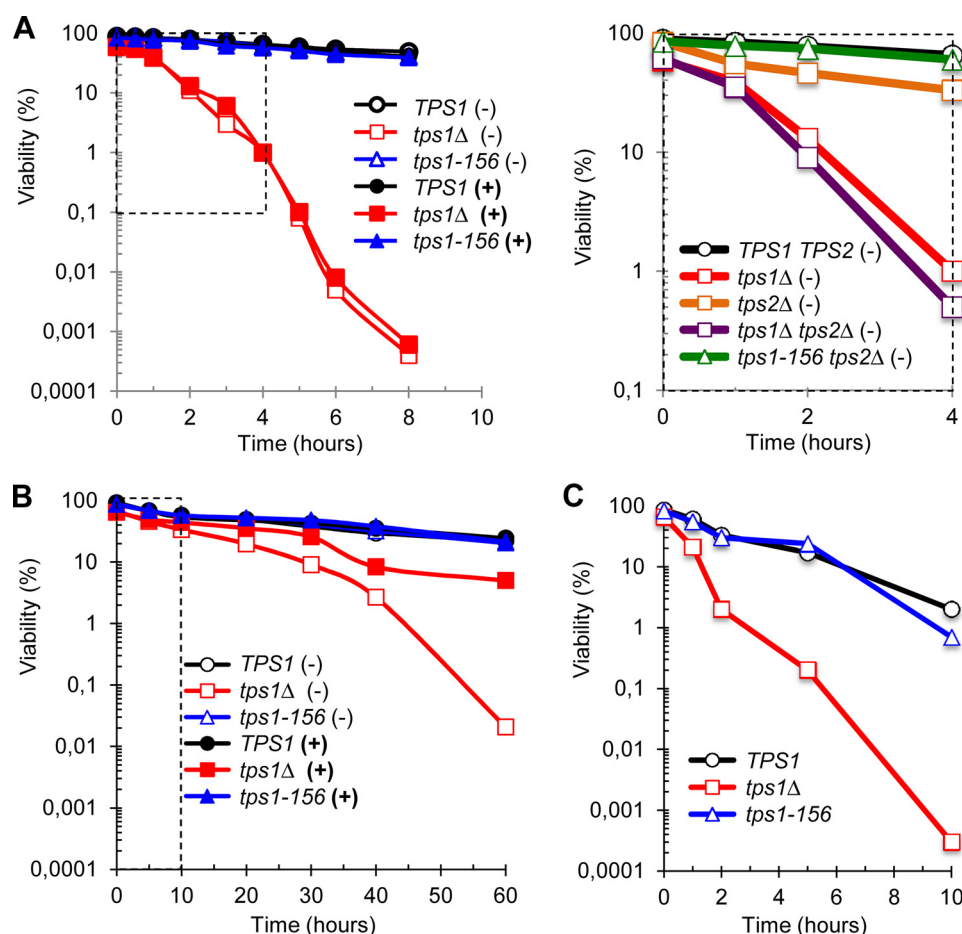 A
Viability (%)
100
10
1
0,1
0,01
0,001
0,0001
0 2 4 6 8 10
Time (hours)
TPS1 (-)
tps1Δ (-)
tps1-156 (-)
TPS1 (+)
tps1Δ (+)
tps1-156 (+)
Viability (%)
100
10
1
0,1
0 2 4
Time (hours)
TPS1 TPS2 (-)
tps1Δ (-)
tps2Δ (-)
tps1Δ tps2Δ (-)
tps1-156 tps2Δ (-)
B
Viability (%)
100
10
1
0,1
0,01
0,001
0,0001
0 10 20 30 40 50 60
Time (hours)
TPS1 (-)
tps1Δ (-)
tps1-156 (-)
TPS1 (+)
tps1Δ (+)
tps1-156 (+)
C
Viability (%)
100
10
1
0,1
0,01
0,001
0,0001
0 2 4 6 8 10
Time (hours)
TPS1
tps1Δ
tps1-156